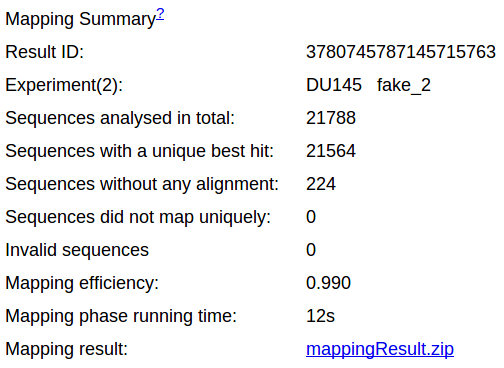 Mapping Summary?
Result ID: 3780745787145715763
Experiment(2): DU145 fake_2
Sequences analysed in total: 21788
Sequences with a unique best hit: 21564
Sequences without any alignment: 224
Sequences did not map uniquely: 0
Invalid sequences 0
Mapping efficiency: 0.990
Mapping phase running time: 12s
Mapping result: mappingResult.zip